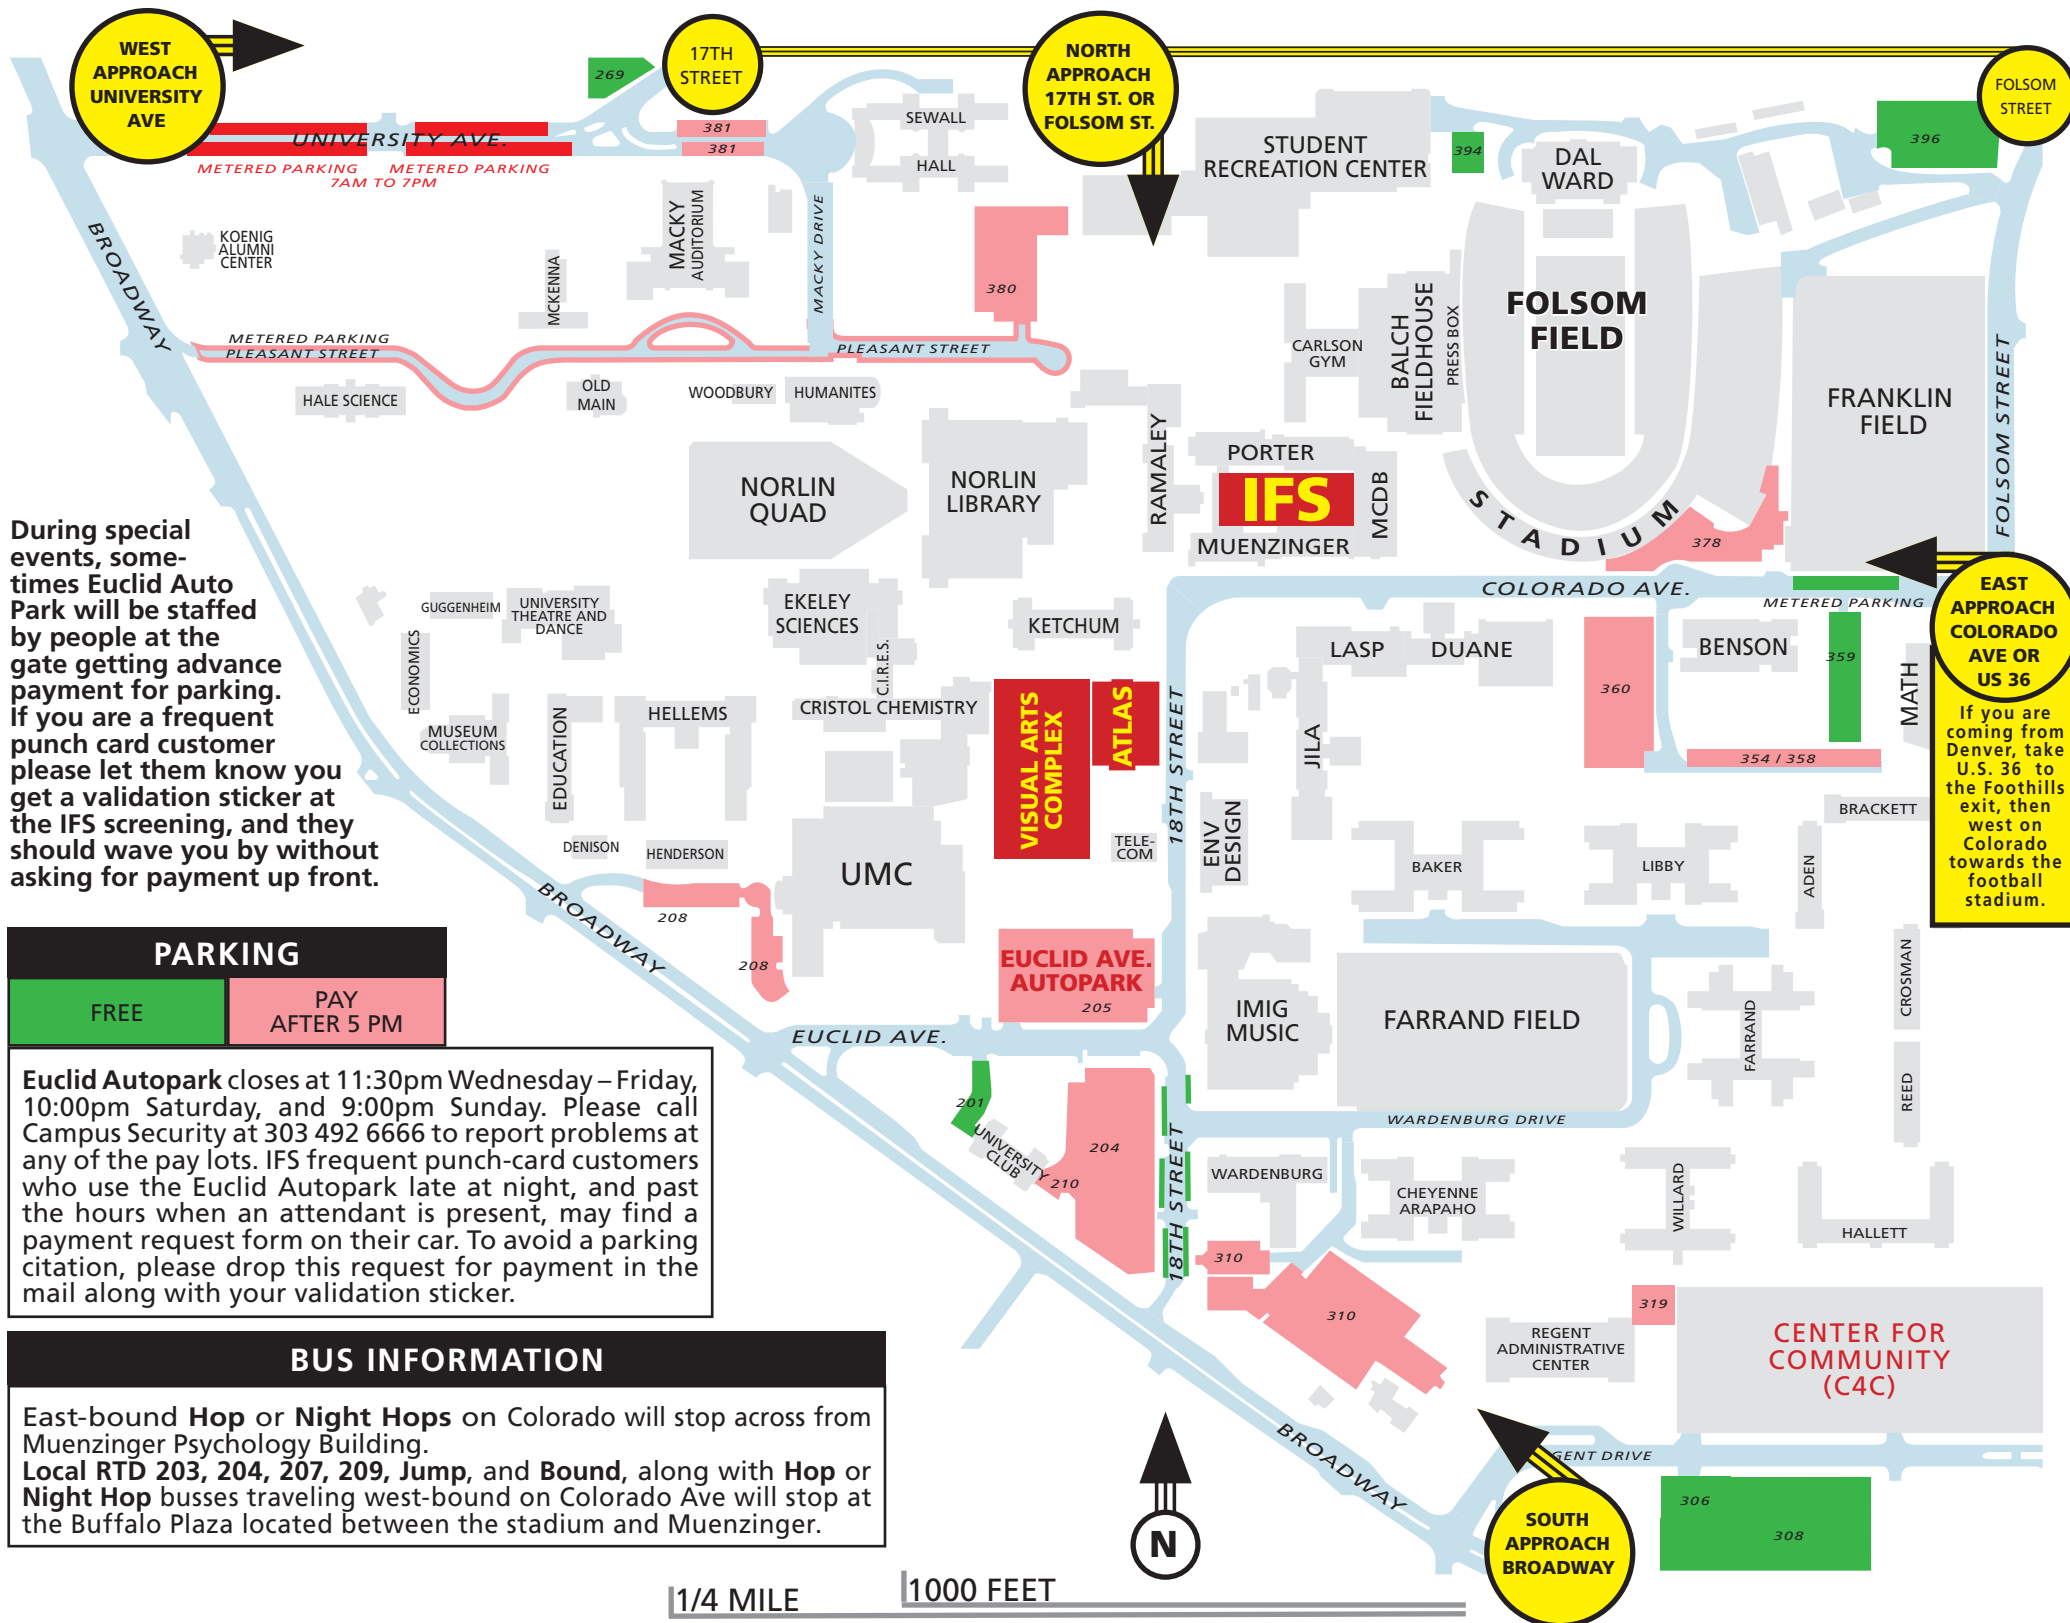 WEST
APPROACH
UNIVERSITY
AVE
269
17TH
STREET
NORTH
APPROACH
17TH ST. OR
FOLSOM ST.
FOLSOM
STREET
UNIVERSITY AVE.
METERED PARKING
METERED PARKING
7AM TO 7PM
381
381
SEWALL
HALL
STUDENT
RECREATION CENTER
394
DAL
WARD
396
BROADWAY
KOENIG
ALUMNI
CENTER
MCKENNA
MACKY
AUDITORIUM
MACKY DRIVE
380
CARLSON
GYM
BALCH
FIELDHOUSE
PRESS BOX
FOLSOM
FIELD
STADIUM
FRANKLIN
FIELD
FOLSOM STREET
METERED PARKING
PLEASANT STREET
PLEASANT STREET
HALE SCIENCE
OLD
MAIN
WOODBURY
HUMANITES
NORLIN
QUAD
NORLIN
LIBRARY
RAMALEY
PORTER
IFS
MUENZINGER
MCDB
378
During special
events, some-
times Euclid Auto
Park will be staffed
by people at the
gate getting advance
payment for parking.
If you are a frequent
punch card customer
please let them know you
get a validation sticker at
the IFS screening, and they
should wave you by without
asking for payment up front.
COLORADO AVE.
METERED PARKING
EAST
APPROACH
COLORADO
AVE OR
US 36
If you are
coming from
Denver, take
U.S. 36 to
the Foothills
exit, then
west on
Colorado
towards the
football
stadium.
GUGGENHEIM
UNIVERSITY
THEATRE AND
DANCE
ECONOMICS
MUSEUM
COLLECTIONS
EDUCATION
HELLEMS
EKELEY
SCIENCES
C.I.R.E.S.
CRISTOL CHEMISTRY
KETCHUM
VISUAL ARTS
COMPLEX
ATLAS
18TH STREET
LASP
DUANE
JILA
360
BENSON
359
MATH
354 / 358
BRACKETT
DENISON
HENDERSON
UMC
TELE-
COM
ENV
DESIGN
BAKER
LIBBY
ADEN
208
208
BROADWAY
EUCLID AVE.
AUTOPARK
205
IMIG
MUSIC
FARRAND FIELD
FARRAND
CROSMAN
REED
PARKING
FREE
PAY
AFTER 5 PM
EUCLID AVE.
Euclid Autopark closes at 11:30pm Wednesday – Friday,
10:00pm Saturday, and 9:00pm Sunday. Please call
Campus Security at 303 492 6666 to report problems at
any of the pay lots. IFS frequent punch-card customers
who use the Euclid Autopark late at night, and past
the hours when an attendant is present, may find a
payment request form on their car. To avoid a parking
citation, please drop this request for payment in the
mail along with your validation sticker.
201
UNIVERSITY
CLUB
210
204
18TH STREET
WARDENBURG DRIVE
WARDENBURG
CHEYENNE
ARAPAHO
WILLARD
HALLETT
310
310
319
REGENT
ADMINISTRATIVE
CENTER
CENTER FOR
COMMUNITY
(C4C)
BUS INFORMATION
East-bound Hop or Night Hops on Colorado will stop across from
Muenzinger Psychology Building.
Local RTD 203, 204, 207, 209, Jump, and Bound, along with Hop or
Night Hop busses traveling west-bound on Colorado Ave will stop at
the Buffalo Plaza located between the stadium and Muenzinger.
BROADWAY
GENT DRIVE
306
308
SOUTH
APPROACH
BROADWAY
N
1/4 MILE
1000 FEET